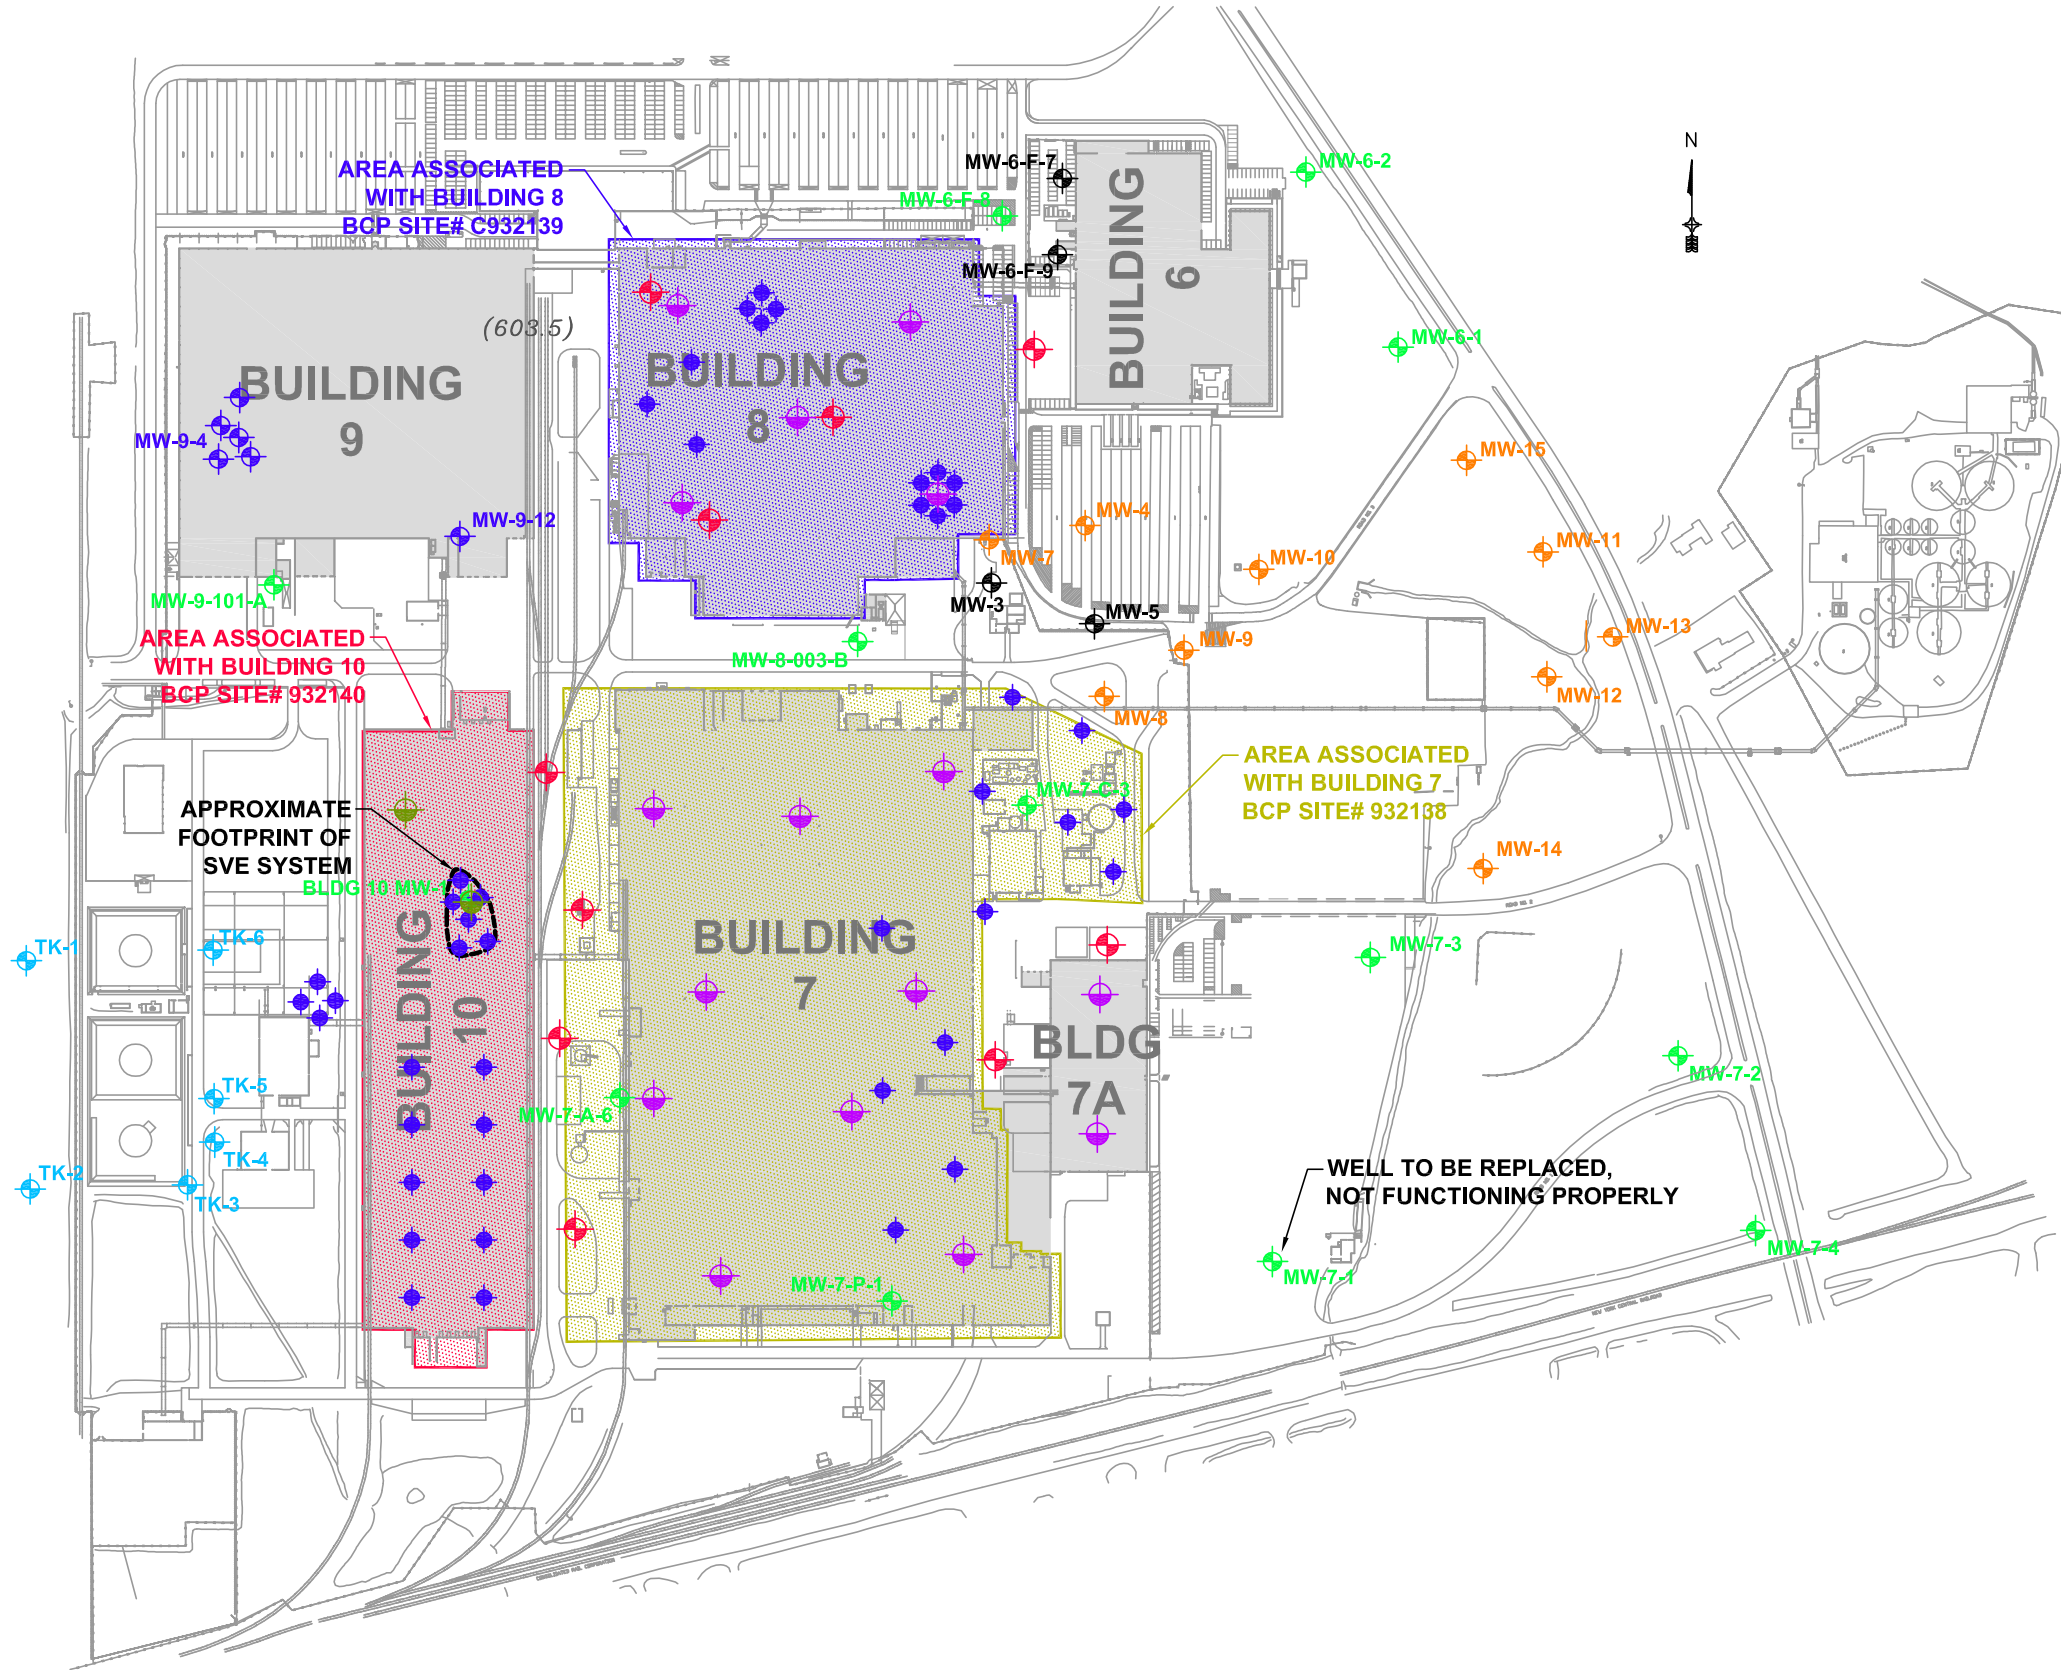 N
MW-6-F-7
MW-6-2
AREA ASSOCIATED
WITH BUILDING 8
BCP SITE# C932139
MW-6-F-8
BUILDING
6
MW-6-F-9
(603.5)
MW-6-1
BUILDING
9
BUILDING
8
MW-9-4
MW-15
MW-9-12
MW-4
MW-7
MW-10
MW-11
MW-9-101-A
MW-3
MW-5
AREA ASSOCIATED
WITH BUILDING 10
BCP SITE# 932140
MW-8-003-B
MW-9
MW-13
MW-12
MW-8
AREA ASSOCIATED
WITH BUILDING 7
BCP SITE# 932138
MW-7-C-3
APPROXIMATE
FOOTPRINT OF
SVE SYSTEM
MW-14
BLDG 10 MW-1
BUILDING
10
BUILDING
7
TK-1
TK-6
MW-7-3
BLDG
7A
MW-7-2
TK-5
MW-7-A-6
TK-4
TK-2
TK-3
WELL TO BE REPLACED,
NOT FUNCTIONING PROPERLY
MW-7-4
MW-7-1
MW-7-P-1
NEW YORK CENTRAL RAILROAD
CONSOLIDATED RAIL CORPORATION